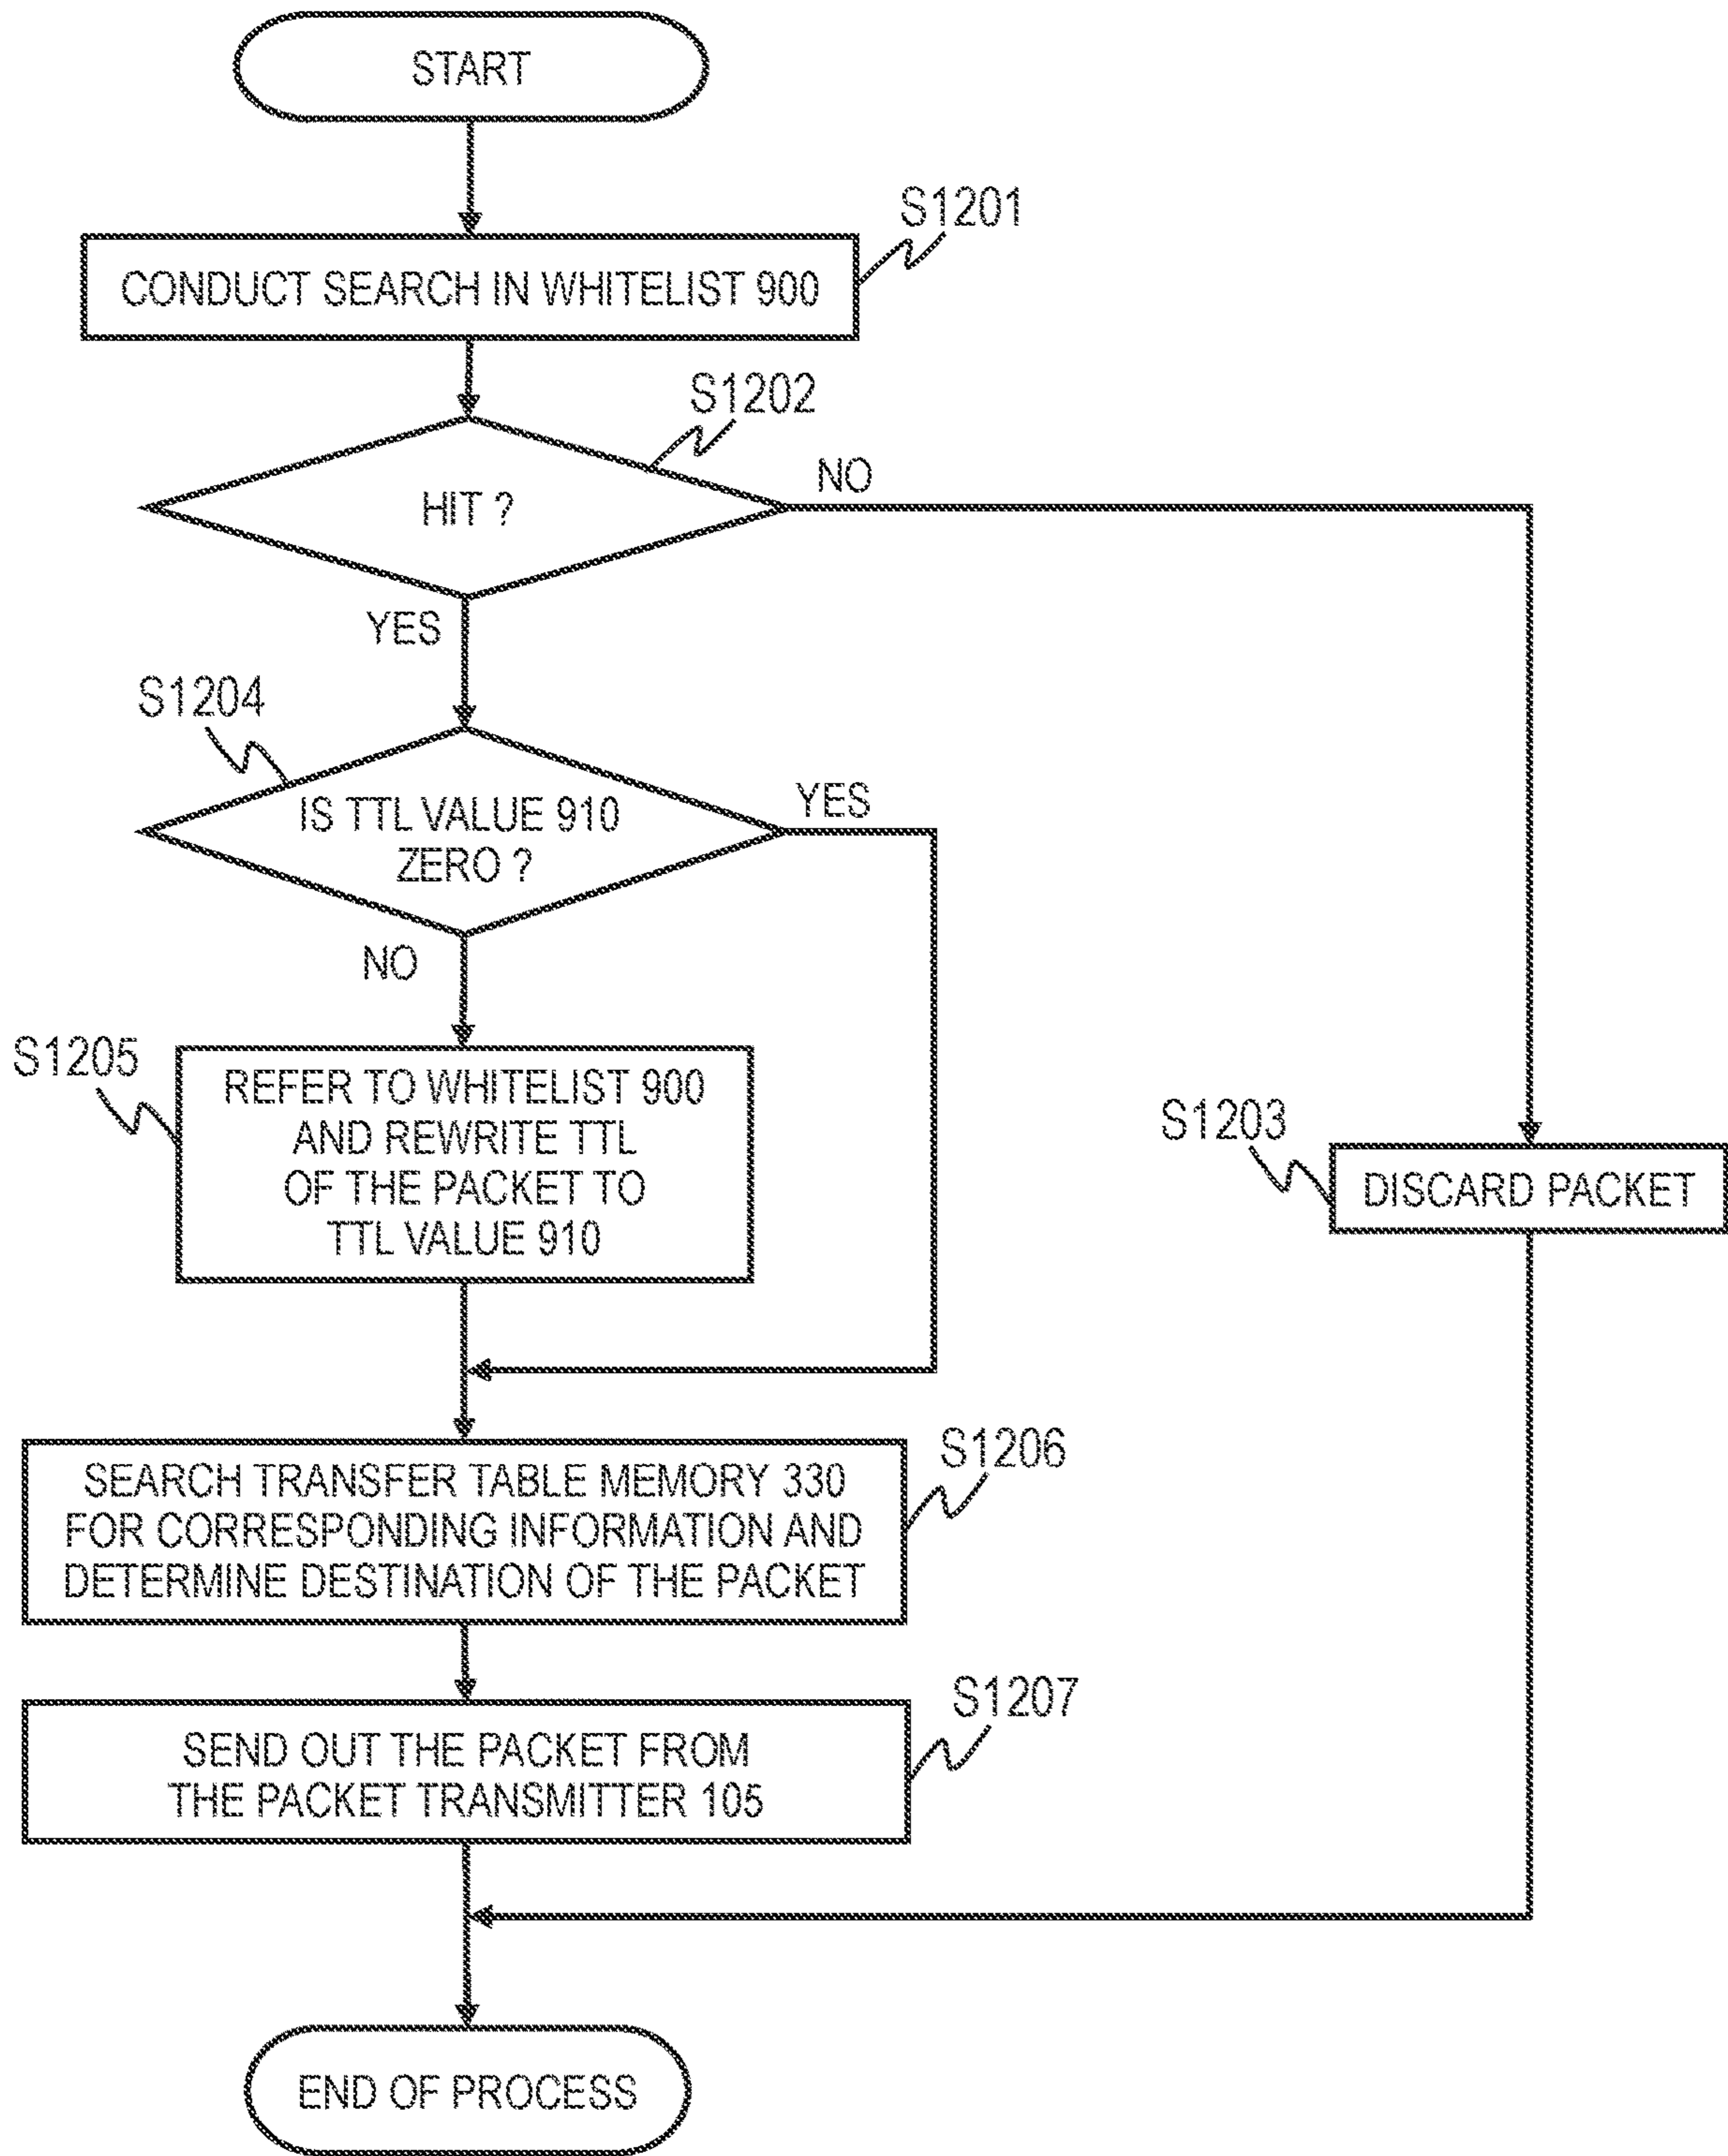 START
S1201
CONDUCT SEARCH IN WHITELIST 900
S1202
HIT ?
NO
YES
S1204
IS TTL VALUE 910
ZERO ?
YES
NO
S1205
REFER TO WHITELIST 900
AND REWRITE TTL
OF THE PACKET TO
TTL VALUE 910
S1203
DISCARD PACKET
S1206
SEARCH TRANSFER TABLE MEMORY 330
FOR CORRESPONDING INFORMATION AND
DETERMINE DESTINATION OF THE PACKET
S1207
SEND OUT THE PACKET FROM
THE PACKET TRANSMITTER 105
END OF PROCESS